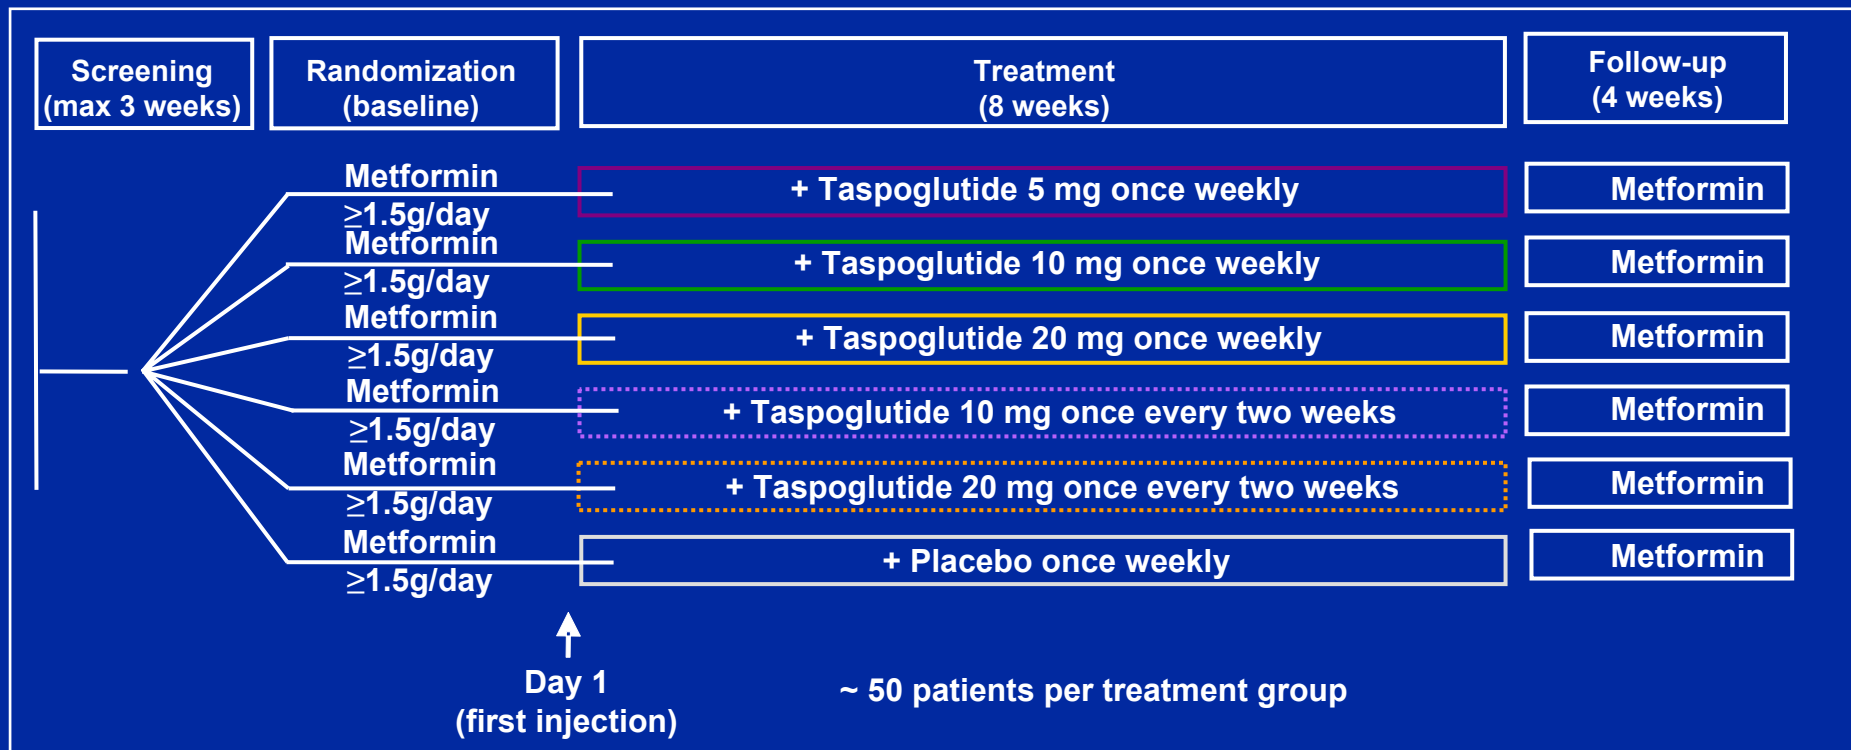 Screening
(max 3 weeks)
Randomization
(baseline)
Treatment
(8 weeks)
Follow-up
(4 weeks)
Metformin
≥1.5g/day
+ Taspoglutide 5 mg once weekly
Metformin
Metformin
≥1.5g/day
+ Taspoglutide 10 mg once weekly
Metformin
Metformin
≥1.5g/day
+ Taspoglutide 20 mg once weekly
Metformin
Metformin
≥1.5g/day
+ Taspoglutide 10 mg once every two weeks
Metformin
Metformin
≥1.5g/day
+ Taspoglutide 20 mg once every two weeks
Metformin
Metformin
≥1.5g/day
+ Placebo once weekly
Metformin
Day 1
(first injection)
~ 50 patients per treatment group